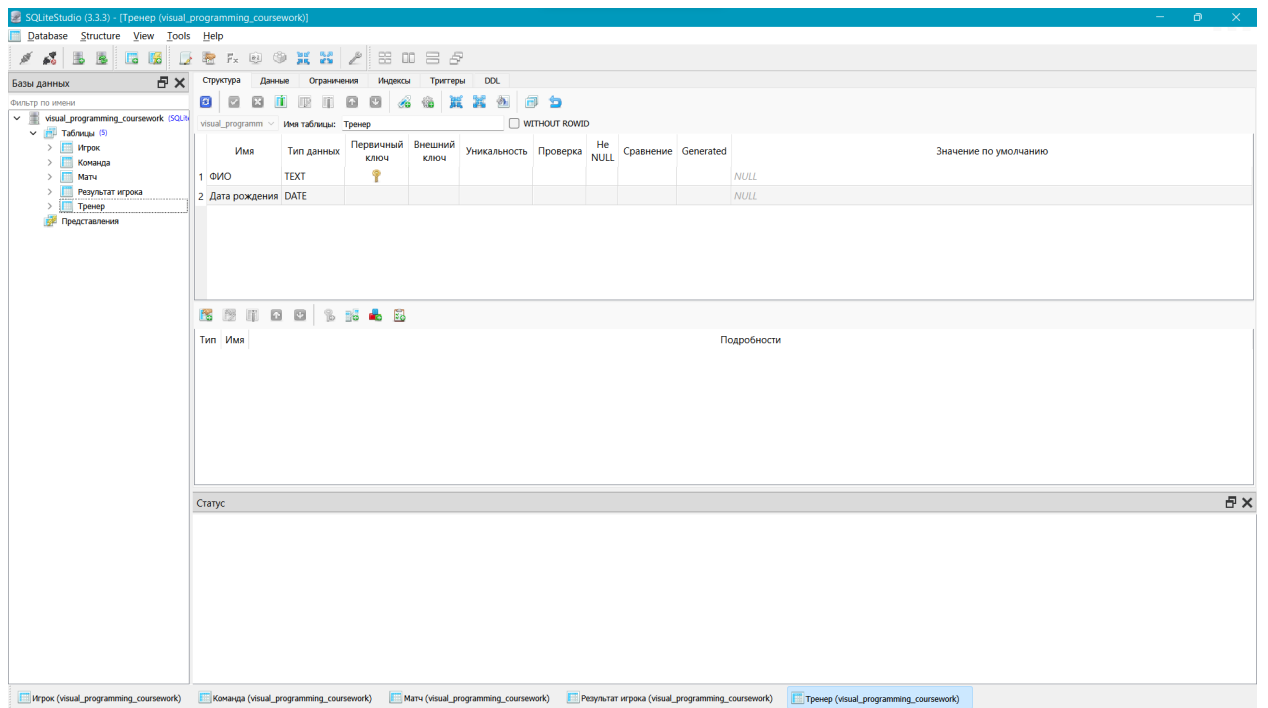 SQLiteStudio (3.3.3) - [Тренер (visual_programming_coursework)]
Database Structure View Tools Help
Базы данных
Фильтр по имени
visual_programming_coursework (SQLite
Таблицы (5)
Игрок
Команда
Матч
Результат игрока
Тренер
Представления
Структура Данные Ограничения Индексы Триггеры DDL
visual_programm Имя таблицы: Тренер WITHOUT ROWID
Имя Тип данных Первичный ключ Внешний ключ Уникальность Проверка Не NULL Сравнение Generated Значение по умолчанию
1 ФИО TEXT NULL
2 Дата рождения DATE NULL
Тип Имя Подробности
Статус
Игрок (visual_programming_coursework) Команда (visual_programming_coursework) Матч (visual_programming_coursework) Результат игрока (visual_programming_coursework) Тренер (visual_programming_coursework)